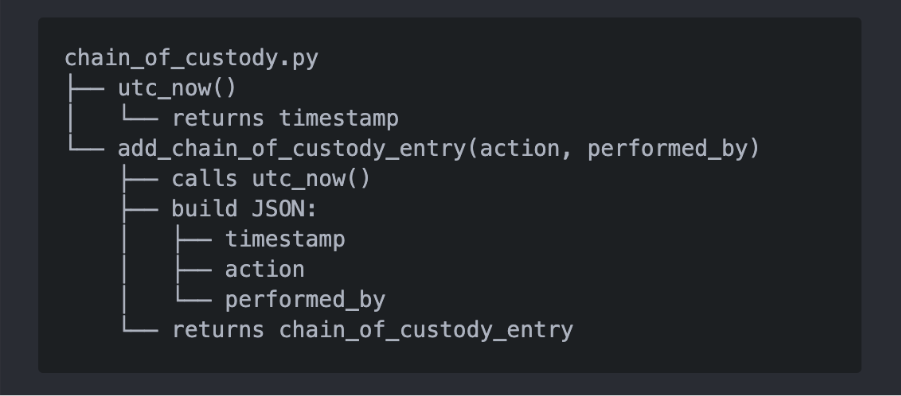 chain_of_custody.py
├── utc_now()
│   └── returns timestamp
└── add_chain_of_custody_entry(action, performed_by)
    ├── calls utc_now()
    ├── build JSON:
    │   ├── timestamp
    │   ├── action
    │   └── performed_by
    └── returns chain_of_custody_entry